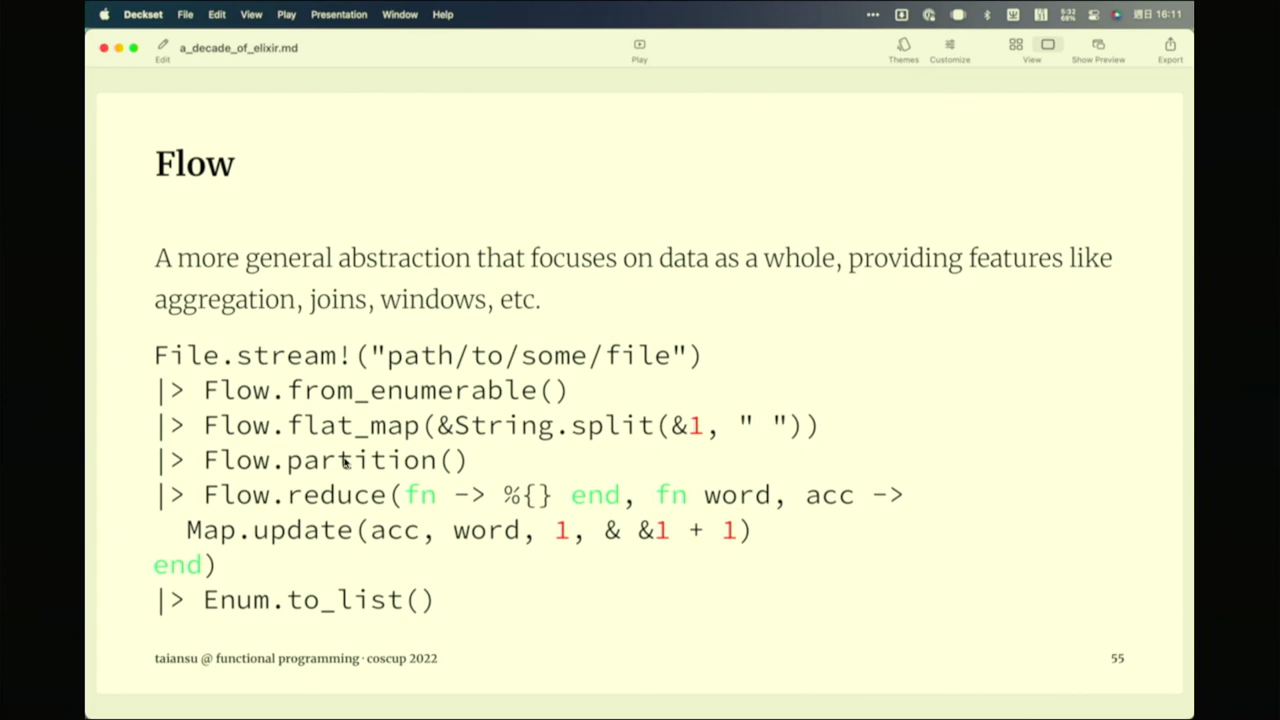 Deckset File Edit View Play Presentation Window Help
週日 16:11
a_decade_of_elixir.md
Edit Play Themes Customize View Show Preview Export
Flow
A more general abstraction that focuses on data as a whole, providing features like
aggregation, joins, windows, etc.
File.stream!("path/to/some/file")
|> Flow.from_enumerable()
|> Flow.flat_map(&String.split(&1, " "))
|> Flow.partition()
|> Flow.reduce(fn -> %{} end, fn word, acc ->
Map.update(acc, word, 1, & &1 + 1)
end)
|> Enum.to_list()
taiansu @ functional programming · coscup 2022
55